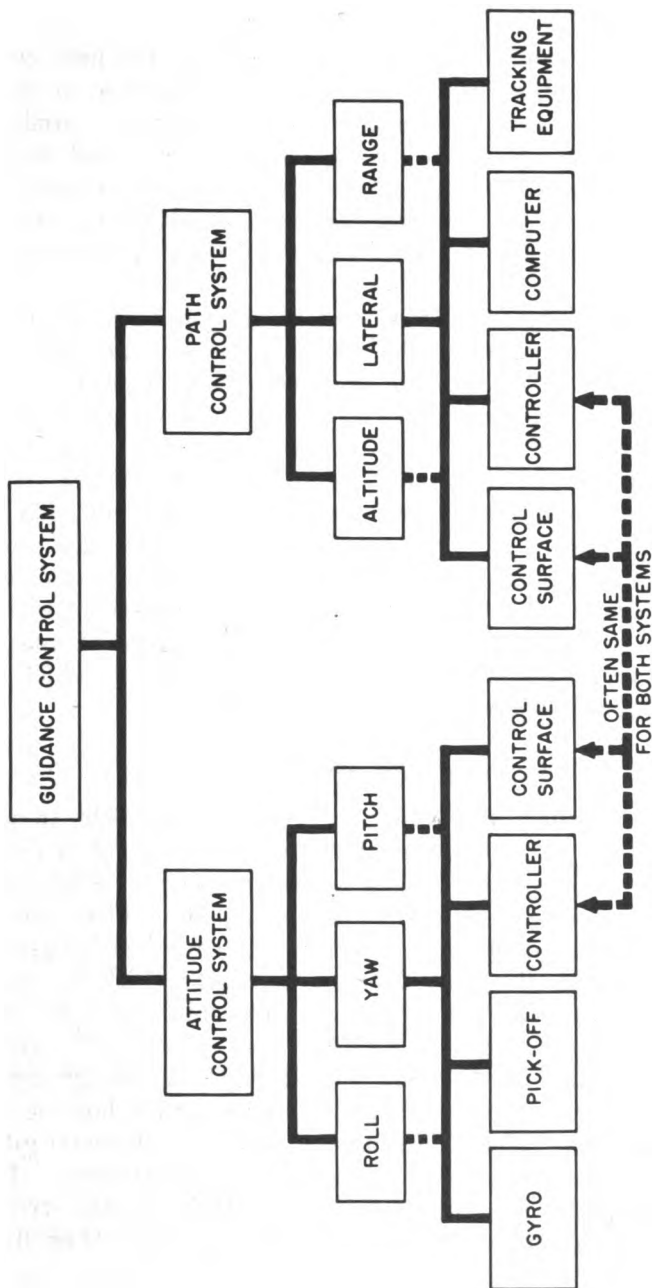 GUIDANCE CONTROL SYSTEM
ATTITUDE
CONTROL SYSTEM
PATH
CONTROL SYSTEM
ROLL
YAW
PITCH
ALTITUDE
LATERAL
RANGE
GYRO
PICK-OFF
CONTROLLER
CONTROL
SURFACE
CONTROL
SURFACE
CONTROLLER
COMPUTER
TRACKING
EQUIPMENT
OFTEN SAME
FOR BOTH SYSTEMS